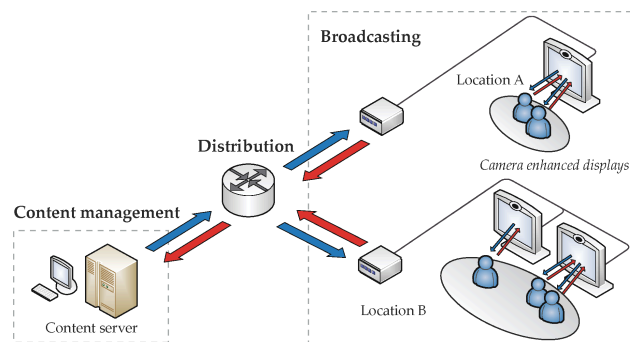 Broadcasting
Location A
Distribution
Camera enhanced displays
Content management
Location B
Content server